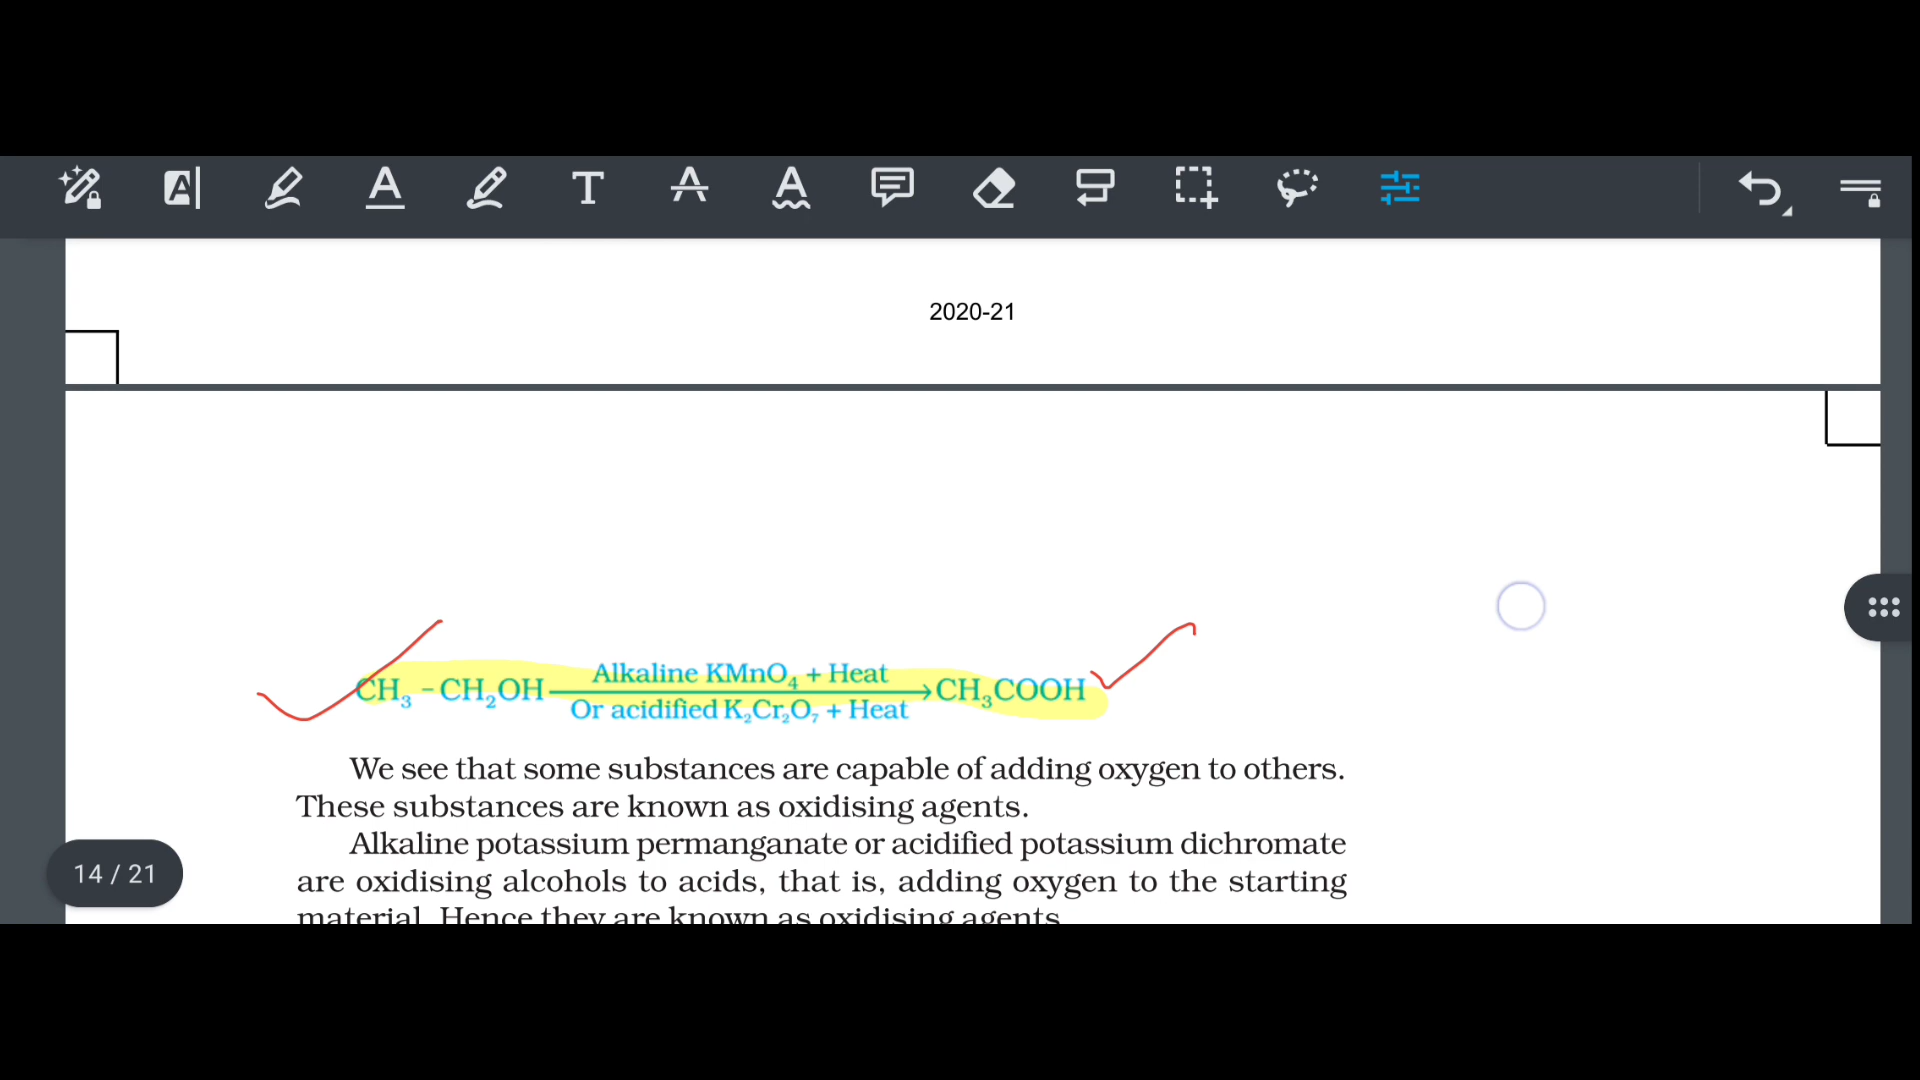 2020-21
Alkaline KMnO₄ + Heat
CH₃ – CH₂OH → CH₃COOH
Or acidified K₂Cr₂O₇ + Heat
We see that some substances are capable of adding oxygen to others.
These substances are known as oxidising agents.
Alkaline potassium permanganate or acidified potassium dichromate
are oxidising alcohols to acids, that is, adding oxygen to the starting
material. Hence they are known as oxidising agents.
14 / 21